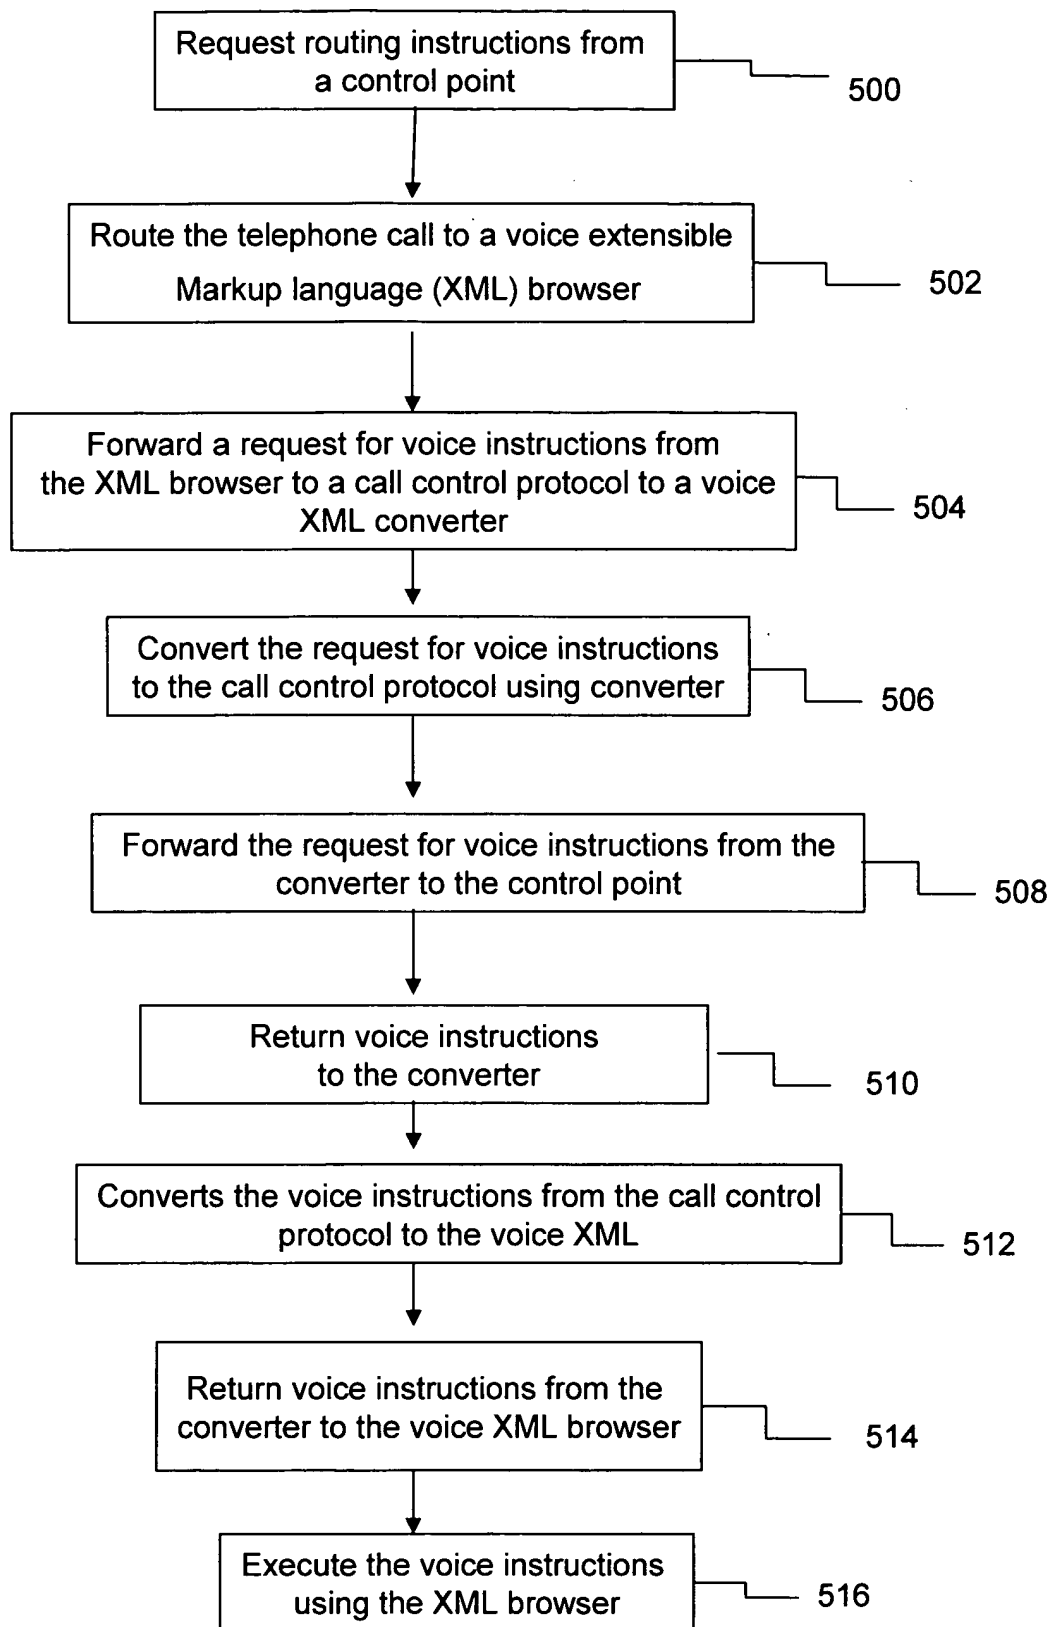 Request routing instructions from
a control point
500
Route the telephone call to a voice extensible
Markup language (XML) browser
502
Forward a request for voice instructions from
the XML browser to a call control protocol to a voice
XML converter
504
Convert the request for voice instructions
to the call control protocol using converter
506
Forward the request for voice instructions from the
converter to the control point
508
Return voice instructions
to the converter
510
Converts the voice instructions from the call control
protocol to the voice XML
512
Return voice instructions from the
converter to the voice XML browser
514
Execute the voice instructions
using the XML browser
516